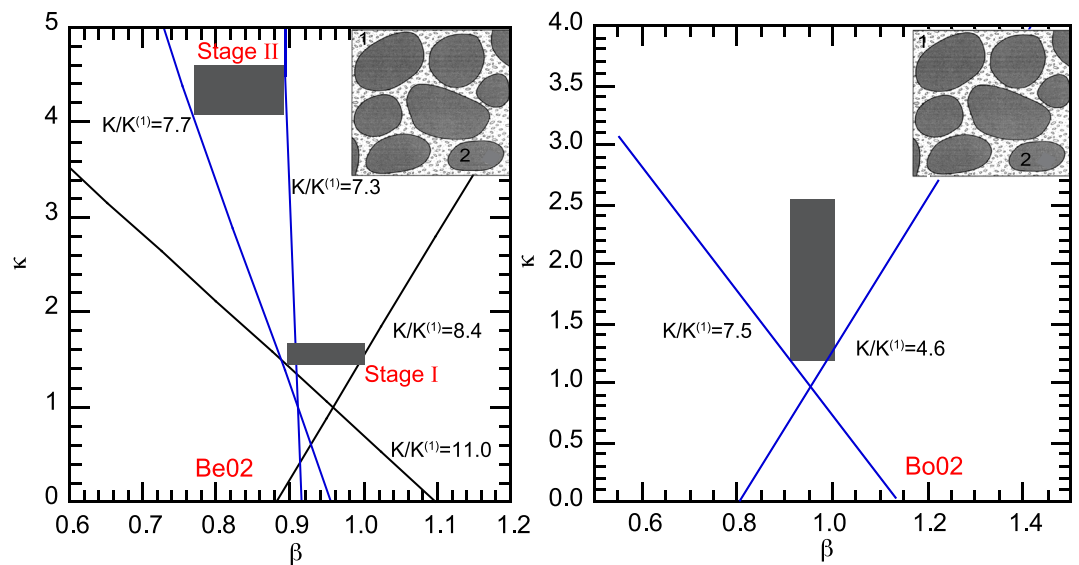 5
4
3
2
1
0
κ
0.6
0.7
0.8
0.9
1.0
1.1
1.2
β
Stage II
K/K⁽¹⁾=7.7
K/K⁽¹⁾=7.3
K/K⁽¹⁾=8.4
Stage I
K/K⁽¹⁾=11.0
Be02
1
2
4.0
3.5
3.0
2.5
2.0
1.5
1.0
0.5
0.0
κ
0.6
0.8
1.0
1.2
1.4
β
K/K⁽¹⁾=7.5
K/K⁽¹⁾=4.6
Bo02
1
2